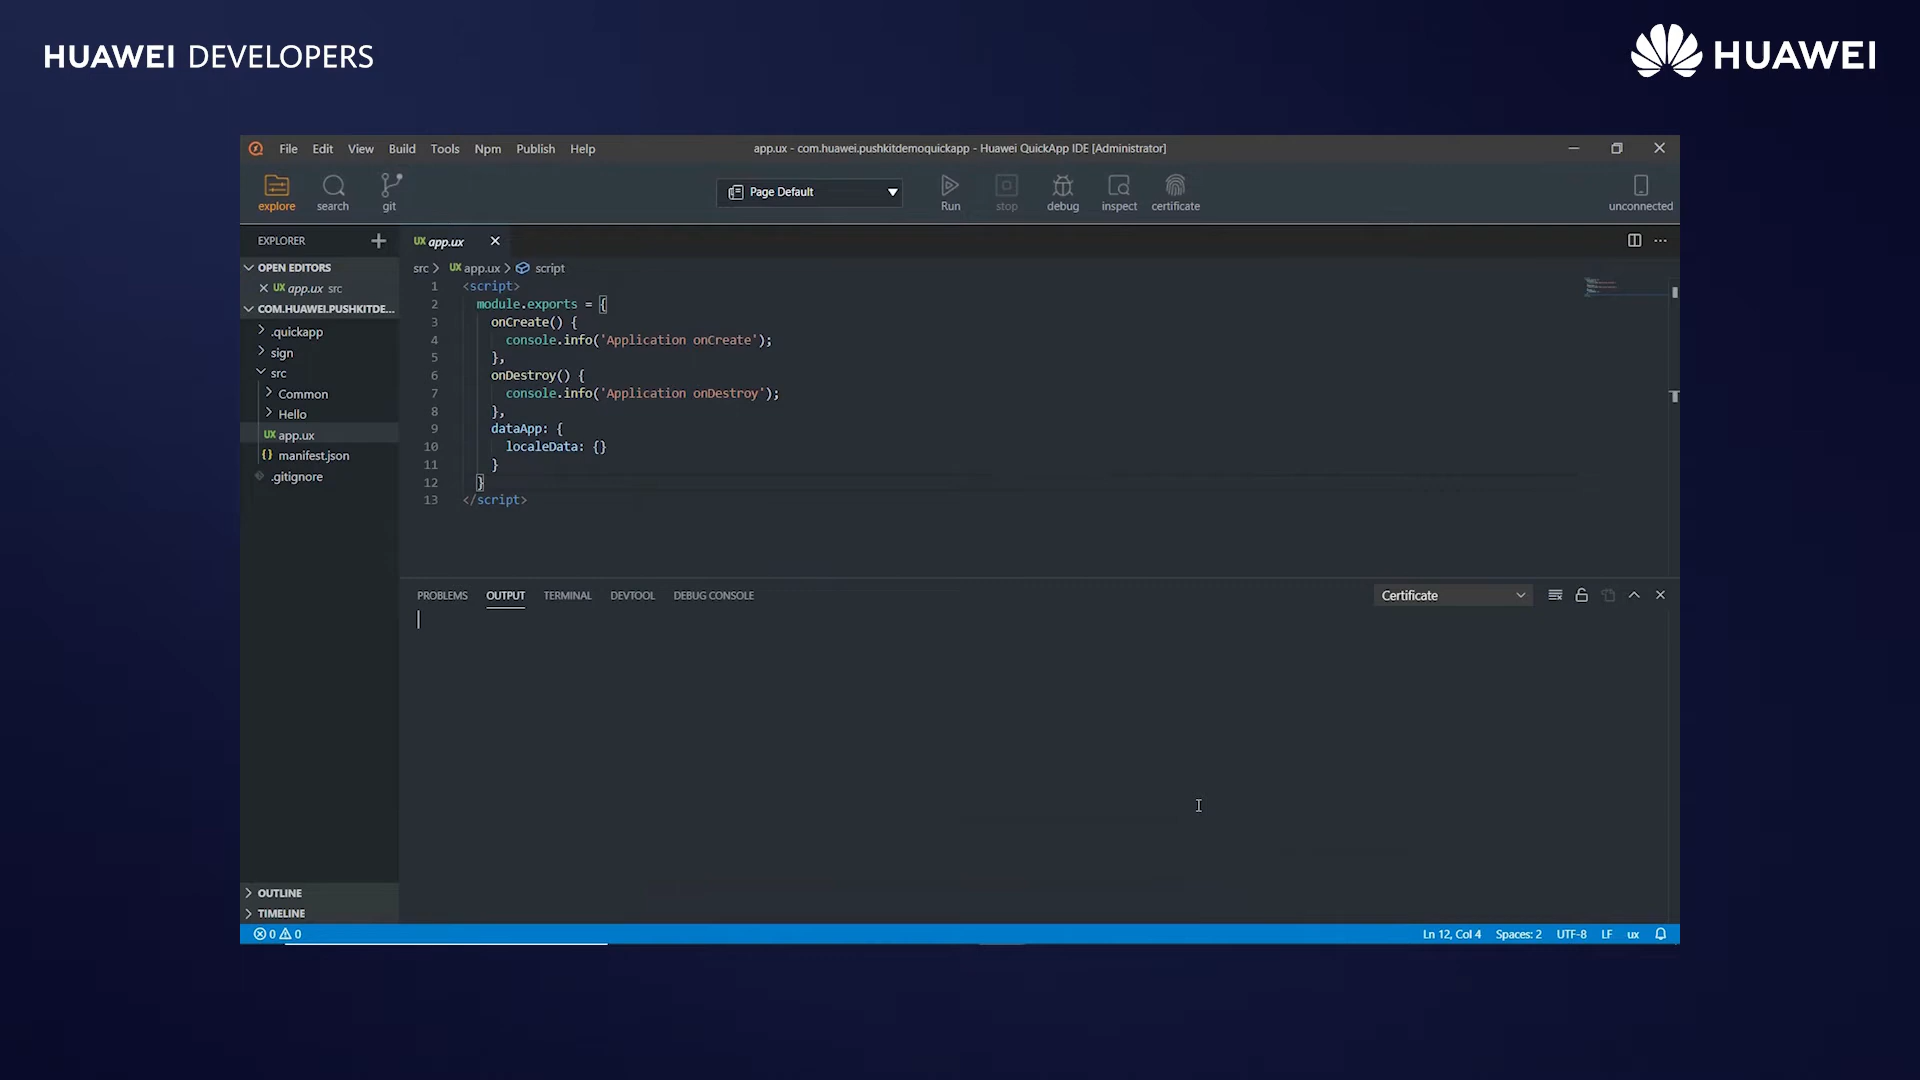 HUAWEI DEVELOPERS
HUAWEI
File Edit View Build Tools Npm Publish Help
app.ux - com.huawei.pushkitdemoquickapp - Huawei QuickApp IDE [Administrator]
explore search git
Page Default
Run stop debug inspect certificate
unconnected
EXPLORER
OPEN EDITORS
UX app.ux src
COM.HUAWEI.PUSHKITDE...
.quickapp
sign
src
Common
Hello
UX app.ux
{} manifest.json
.gitignore
OUTLINE
TIMELINE
UX app.ux
src > UX app.ux > script
1 <script>
2 module.exports = {
3 onCreate() {
4 console.info('Application onCreate');
5 },
6 onDestroy() {
7 console.info('Application onDestroy');
8 },
9 dataApp: {
10 localeData: {}
11 }
12 }
13 </script>
PROBLEMS OUTPUT TERMINAL DEVTOOL DEBUG CONSOLE
Certificate
0 0
Ln 12, Col 4 Spaces: 2 UTF-8 LF ux